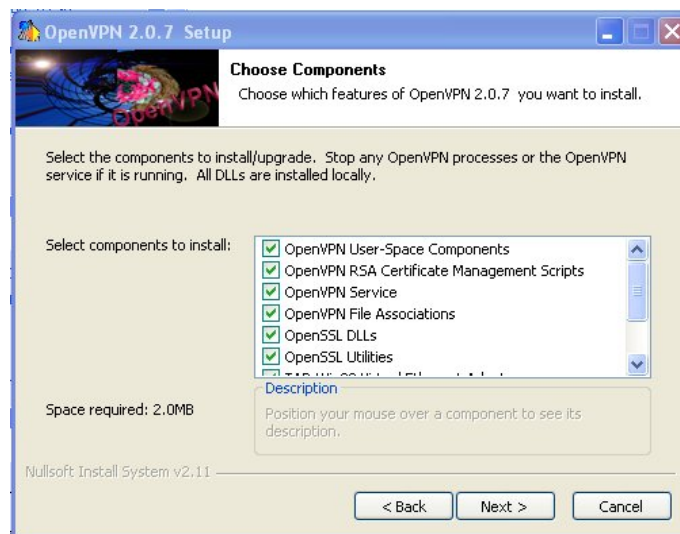 OpenVPN 2.0.7 Setup
OpenVPN
Choose Components
Choose which features of OpenVPN 2.0.7 you want to install.
Select the components to install/upgrade. Stop any OpenVPN processes or the OpenVPN
service if it is running. All DLLs are installed locally.
Select components to install:
OpenVPN User-Space Components
OpenVPN RSA Certificate Management Scripts
OpenVPN Service
OpenVPN File Associations
OpenSSL DLLs
OpenSSL Utilities
Space required: 2.0MB
Description
Position your mouse over a component to see its
description.
Nullsoft Install System v2.11
< Back
Next >
Cancel